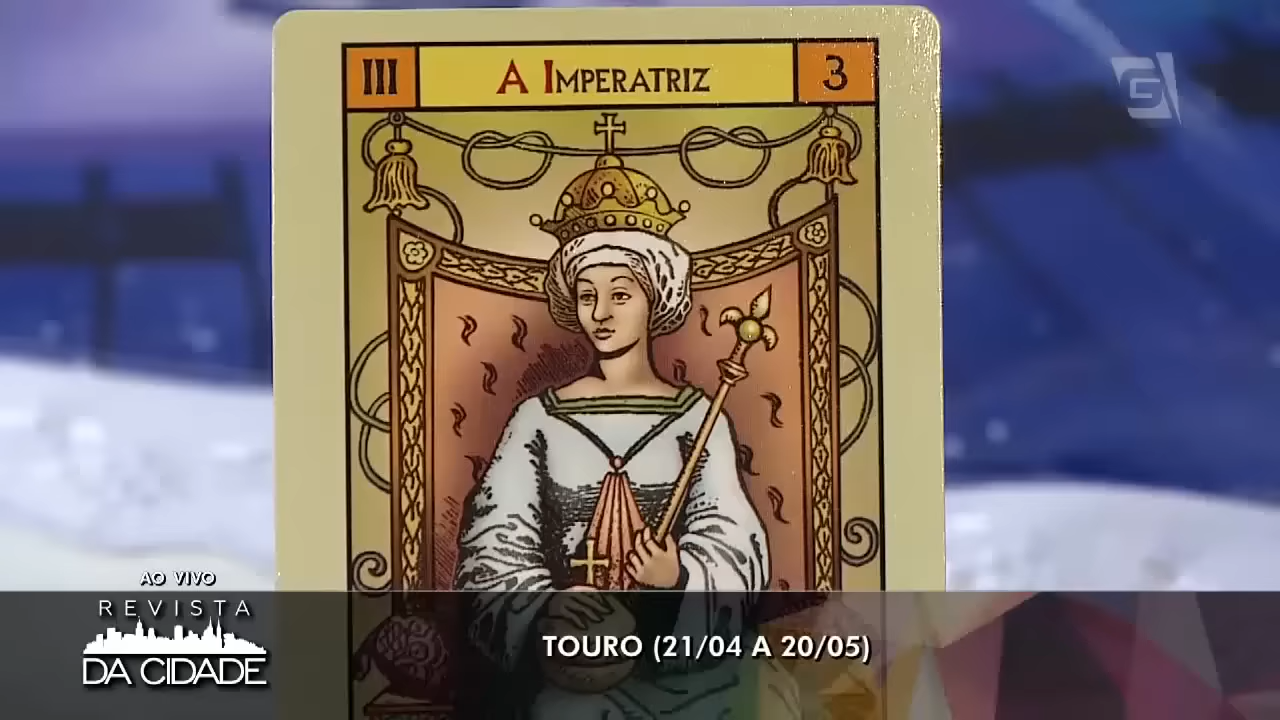 III
A IMPERATRIZ
3
G
AO VIVO
REVISTA
DA CIDADE
TOURO (21/04 A 20/05)